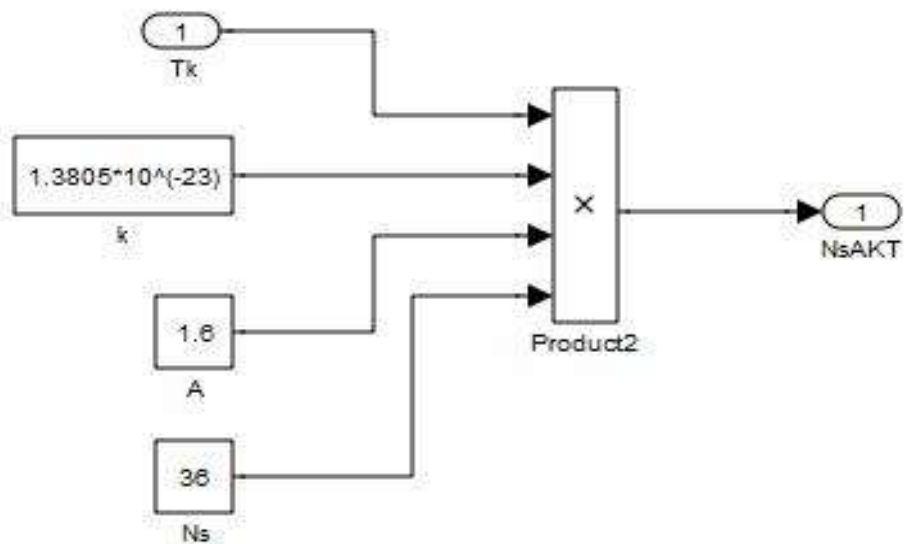 1
Tk
1.3805*10^(-23)
k
×
1
NsAKT
1.6
A
Product2
36
Ns